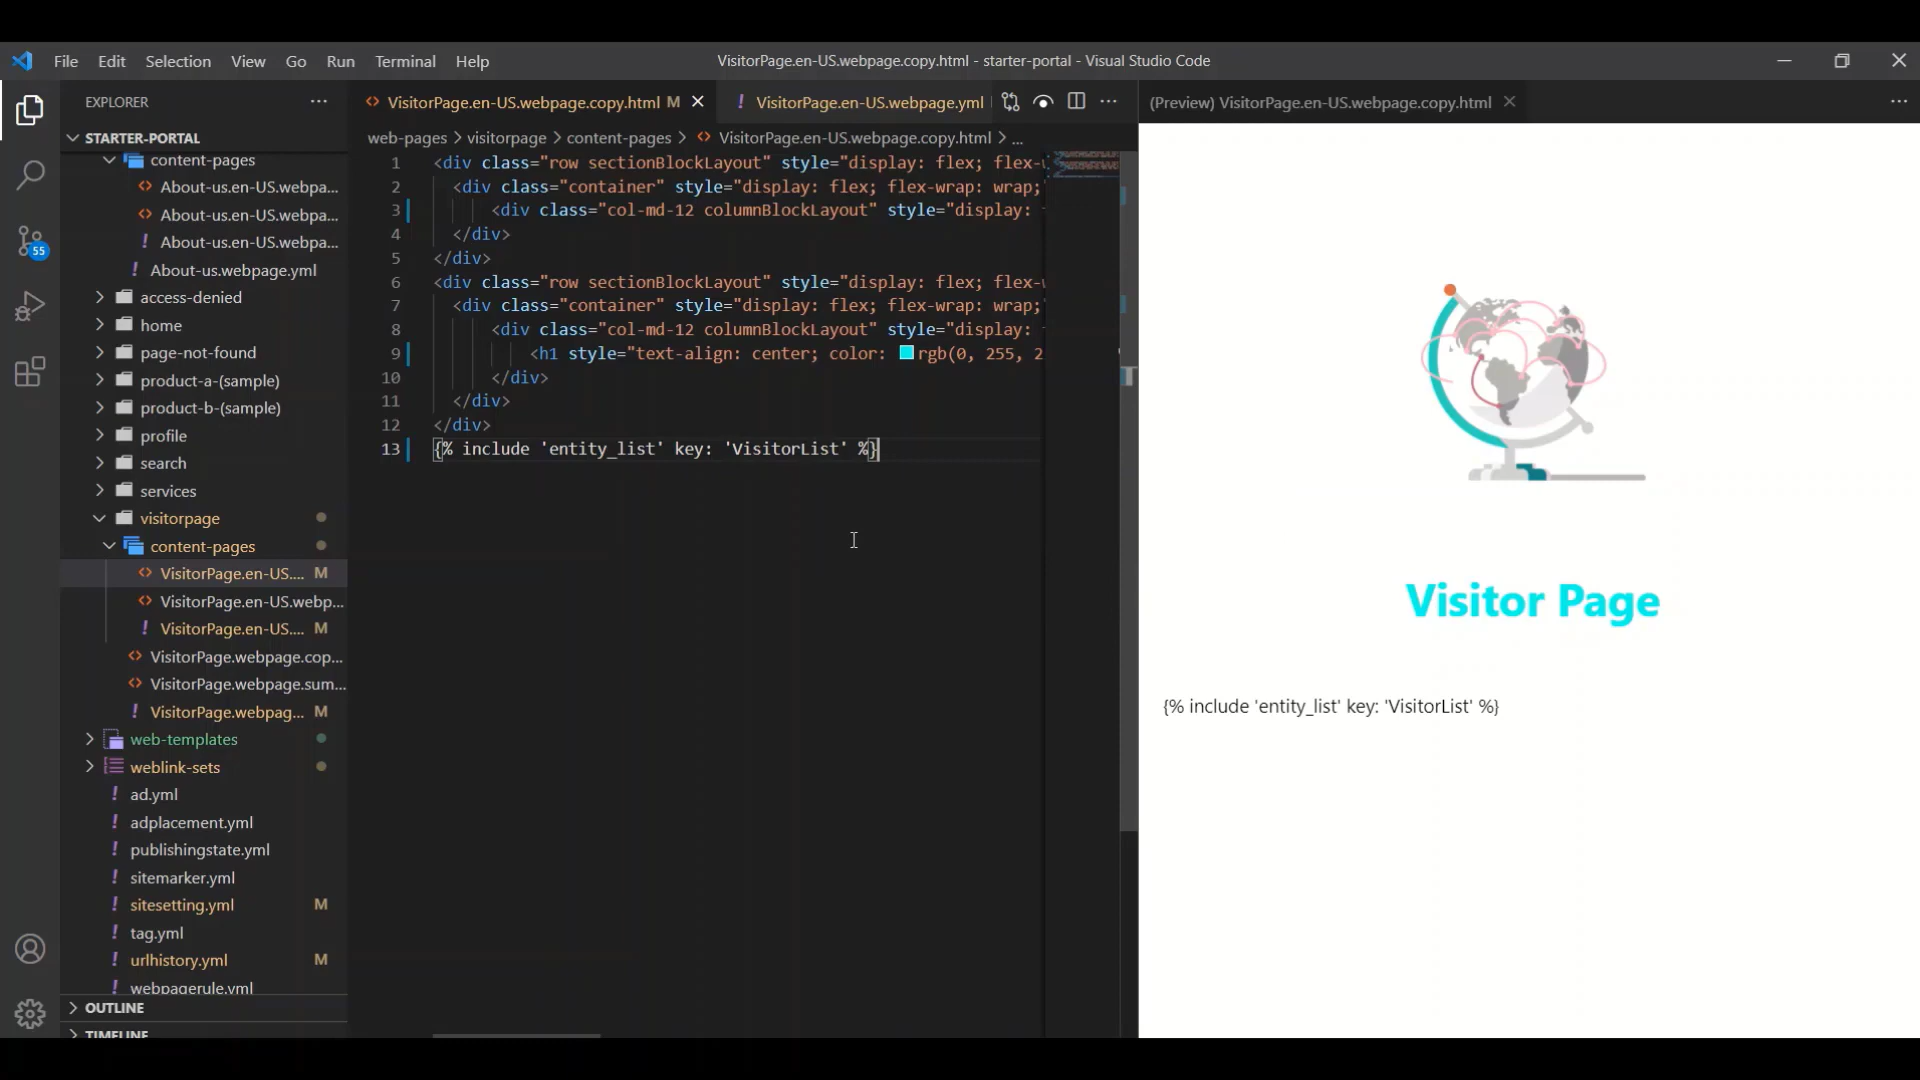 File Edit Selection View Go Run Terminal Help
VisitorPage.en-US.webpage.copy.html - starter-portal - Visual Studio Code
EXPLORER
STARTER-PORTAL
content-pages
About-us.en-US.webpa...
About-us.en-US.webpa...
! About-us.en-US.webpa...
! About-us.webpage.yml
access-denied
home
page-not-found
product-a-(sample)
product-b-(sample)
profile
search
services
visitorpage
content-pages
VisitorPage.en-US.... M
VisitorPage.en-US.webp...
! VisitorPage.en-US.... M
VisitorPage.webpage.cop...
VisitorPage.webpage.sum...
! VisitorPage.webpag... M
web-templates
weblink-sets
! ad.yml
! adplacement.yml
! publishingstate.yml
! sitemarker.yml
! sitesetting.yml M
! tag.yml
! urlhistory.yml M
! webpagerule.yml
OUTLINE
TIMELINE
55
VisitorPage.en-US.webpage.copy.html M
! VisitorPage.en-US.webpage.yml
web-pages > visitorpage > content-pages > VisitorPage.en-US.webpage.copy.html > ...
1 <div class="row sectionBlockLayout" style="display: flex; flex-
2 <div class="container" style="display: flex; flex-wrap: wrap;
3 <div class="col-md-12 columnBlockLayout" style="display:
4 </div>
5 </div>
6 <div class="row sectionBlockLayout" style="display: flex; flex-
7 <div class="container" style="display: flex; flex-wrap: wrap;
8 <div class="col-md-12 columnBlockLayout" style="display:
9 <h1 style="text-align: center; color: rgb(0, 255, 2
10 </div>
11 </div>
12 </div>
13 {% include 'entity_list' key: 'VisitorList' %}
(Preview) VisitorPage.en-US.webpage.copy.html
Visitor Page
{% include 'entity_list' key: 'VisitorList' %}